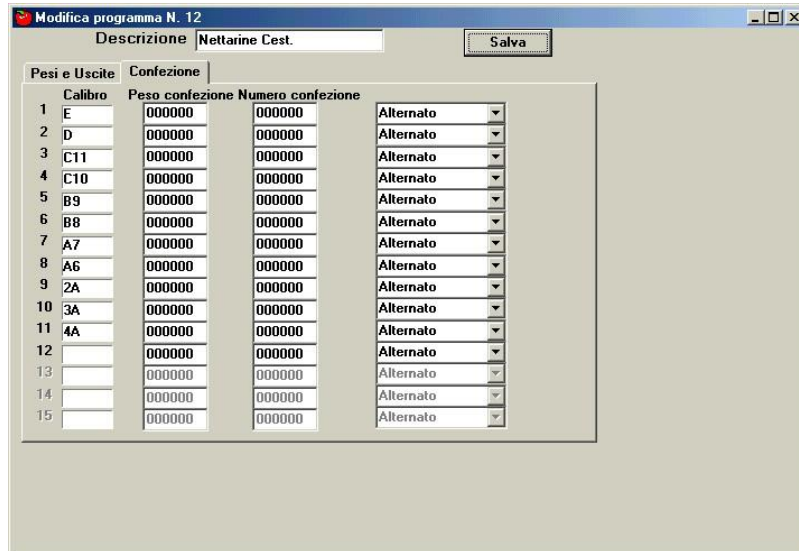 Modifica programma N. 12
Descrizione Nettarine Cest. Salva
Pesi e Uscite Confezione
Calibro Peso confezione Numero confezione
1 E 000000 000000 Alternato
2 D 000000 000000 Alternato
3 C11 000000 000000 Alternato
4 C10 000000 000000 Alternato
5 B9 000000 000000 Alternato
6 B8 000000 000000 Alternato
7 A7 000000 000000 Alternato
8 A6 000000 000000 Alternato
9 2A 000000 000000 Alternato
10 3A 000000 000000 Alternato
11 4A 000000 000000 Alternato
12 000000 000000 Alternato
13 000000 000000 Alternato
14 000000 000000 Alternato
15 000000 000000 Alternato